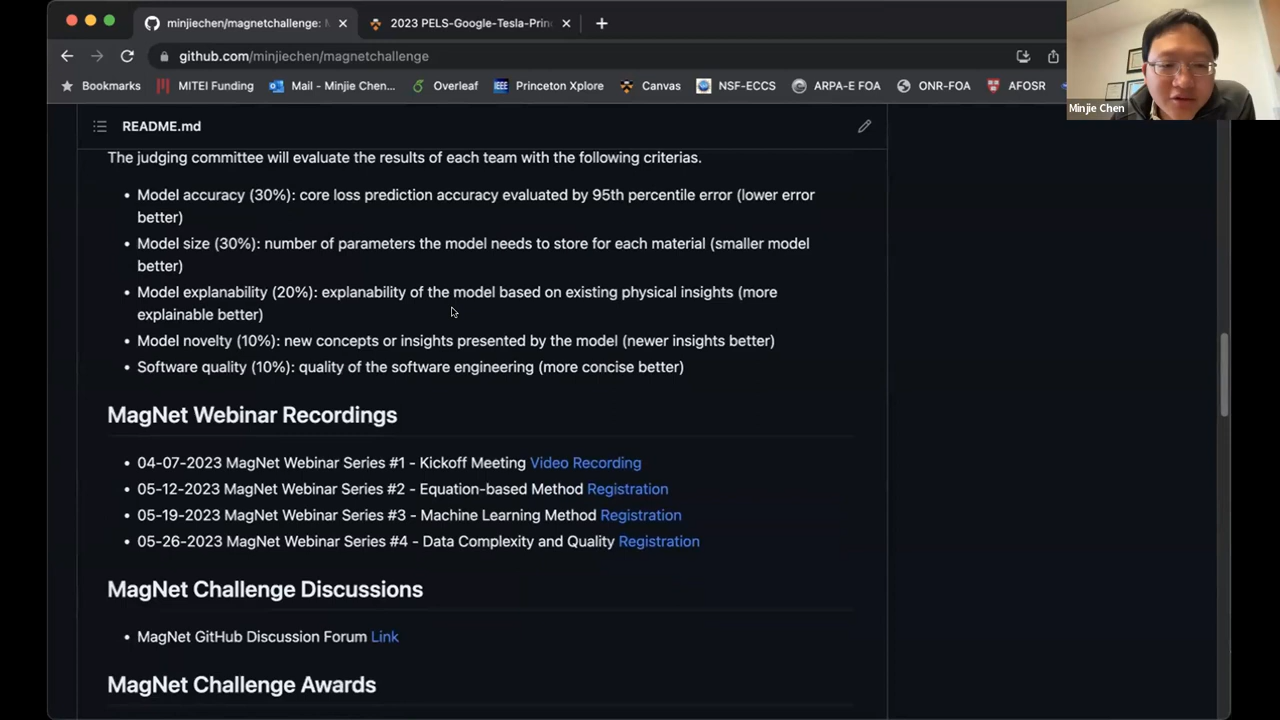 minjiechen/magnetchallenge: M
2023 PELS-Google-Tesla-Prin
github.com/minjiechen/magnetchallenge
Bookmarks
MITEI Funding
Mail - Minjie Chen...
Overleaf
Princeton Xplore
Canvas
NSF-ECCS
ARPA-E FOA
ONR-FOA
AFOSR
Minjie Chen
README.md
The judging committee will evaluate the results of each team with the following criterias.
• Model accuracy (30%): core loss prediction accuracy evaluated by 95th percentile error (lower error
better)
• Model size (30%): number of parameters the model needs to store for each material (smaller model
better)
• Model explanability (20%): explanability of the model based on existing physical insights (more
explainable better)
• Model novelty (10%): new concepts or insights presented by the model (newer insights better)
• Software quality (10%): quality of the software engineering (more concise better)
MagNet Webinar Recordings
• 04-07-2023 MagNet Webinar Series #1 - Kickoff Meeting Video Recording
• 05-12-2023 MagNet Webinar Series #2 - Equation-based Method Registration
• 05-19-2023 MagNet Webinar Series #3 - Machine Learning Method Registration
• 05-26-2023 MagNet Webinar Series #4 - Data Complexity and Quality Registration
MagNet Challenge Discussions
• MagNet GitHub Discussion Forum Link
MagNet Challenge Awards